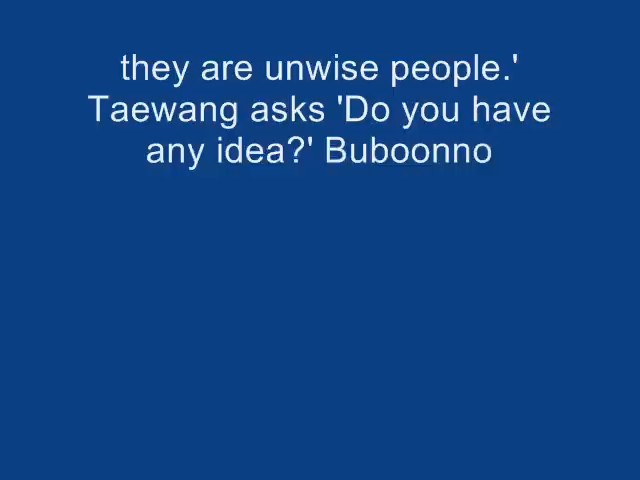 they are unwise people.'
Taewang asks 'Do you have
any idea?' Buboonno